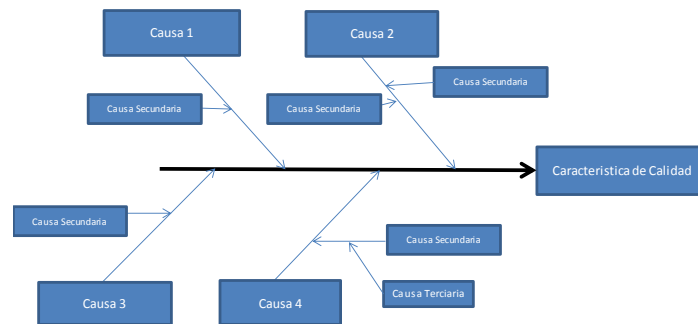 Causa 1
Causa 2
Causa Secundaria
Causa Secundaria
Causa Secundaria
Caracteristica de Calidad
Causa Secundaria
Causa Secundaria
Causa Terciaria
Causa 3
Causa 4